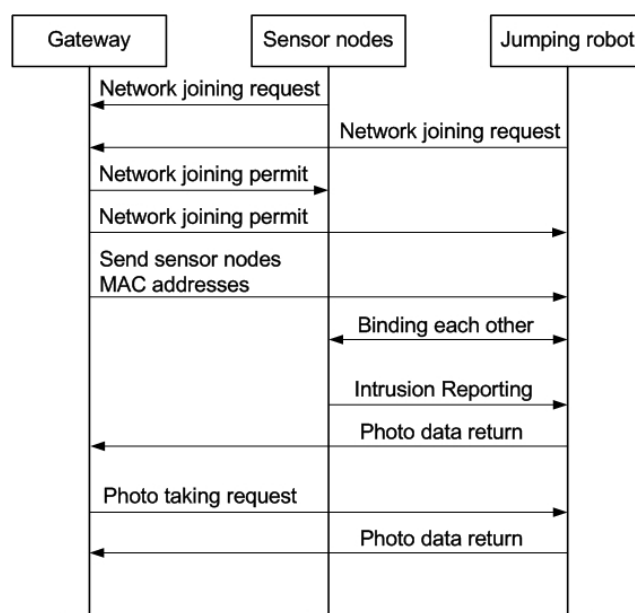 Gateway
Sensor nodes
Jumping robot
Network joining request
Network joining request
Network joining permit
Network joining permit
Send sensor nodes
MAC addresses
Binding each other
Intrusion Reporting
Photo data return
Photo taking request
Photo data return